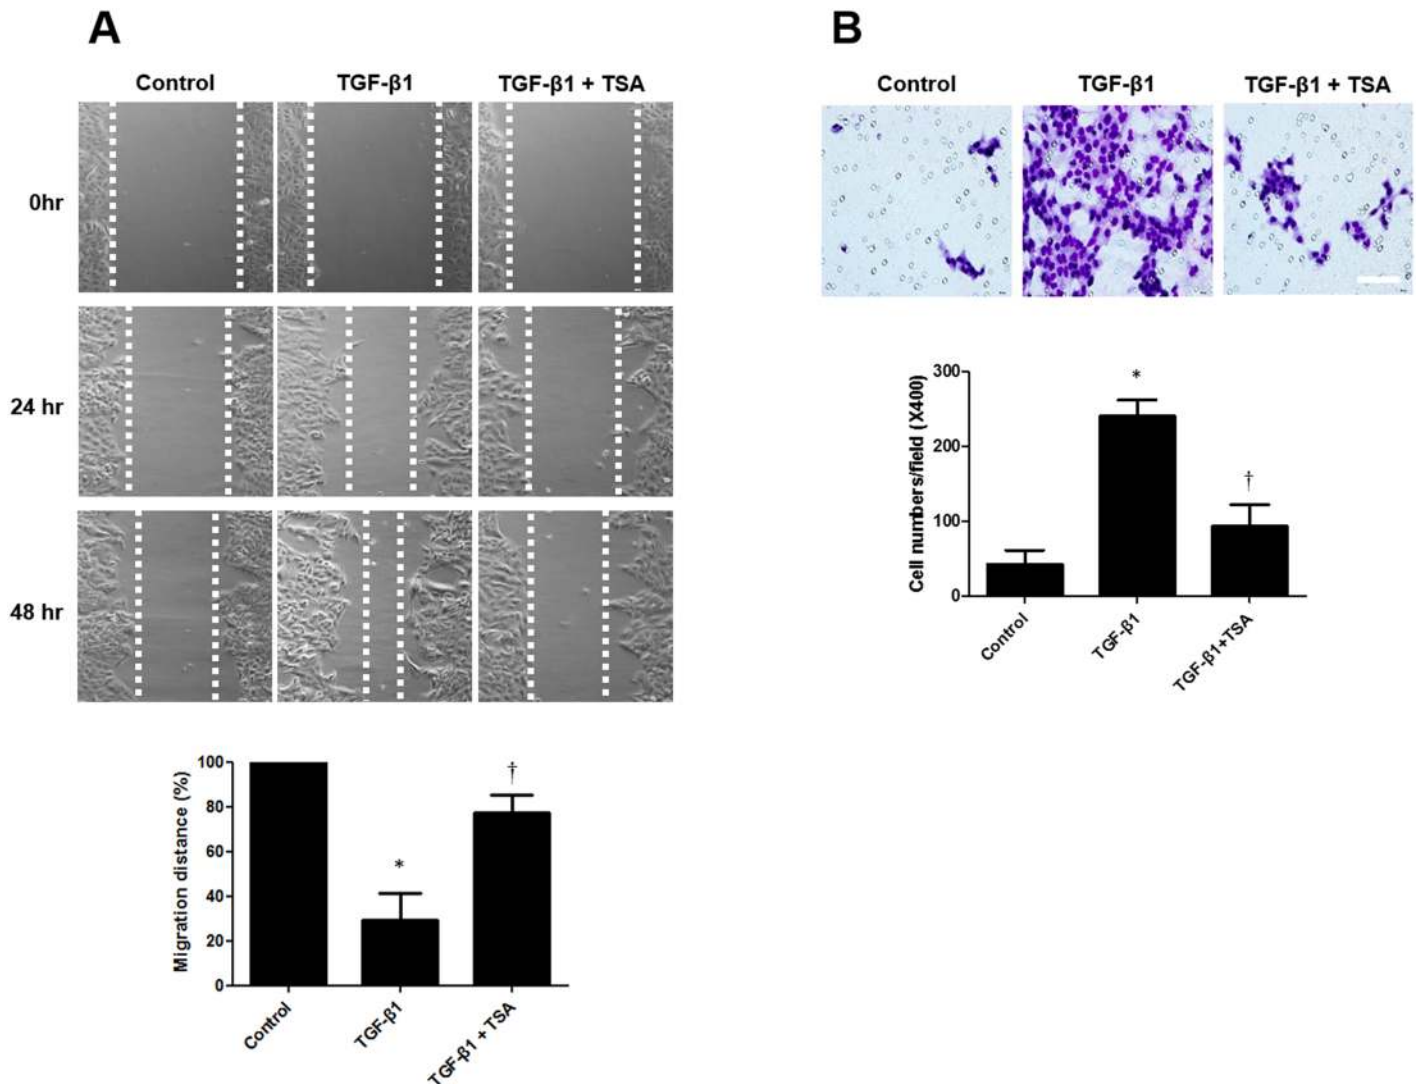 A
Control TGF-β1 TGF-β1 + TSA
0hr
24 hr
48 hr
Migration distance (%)
100
80
60
40
20
0
*
†
Control
TGF-β1
TGF-β1 + TSA
B
Control TGF-β1 TGF-β1 + TSA
Cell numbers/field (X400)
300
200
100
0
*
†
Control
TGF-β1
TGF-β1+TSA